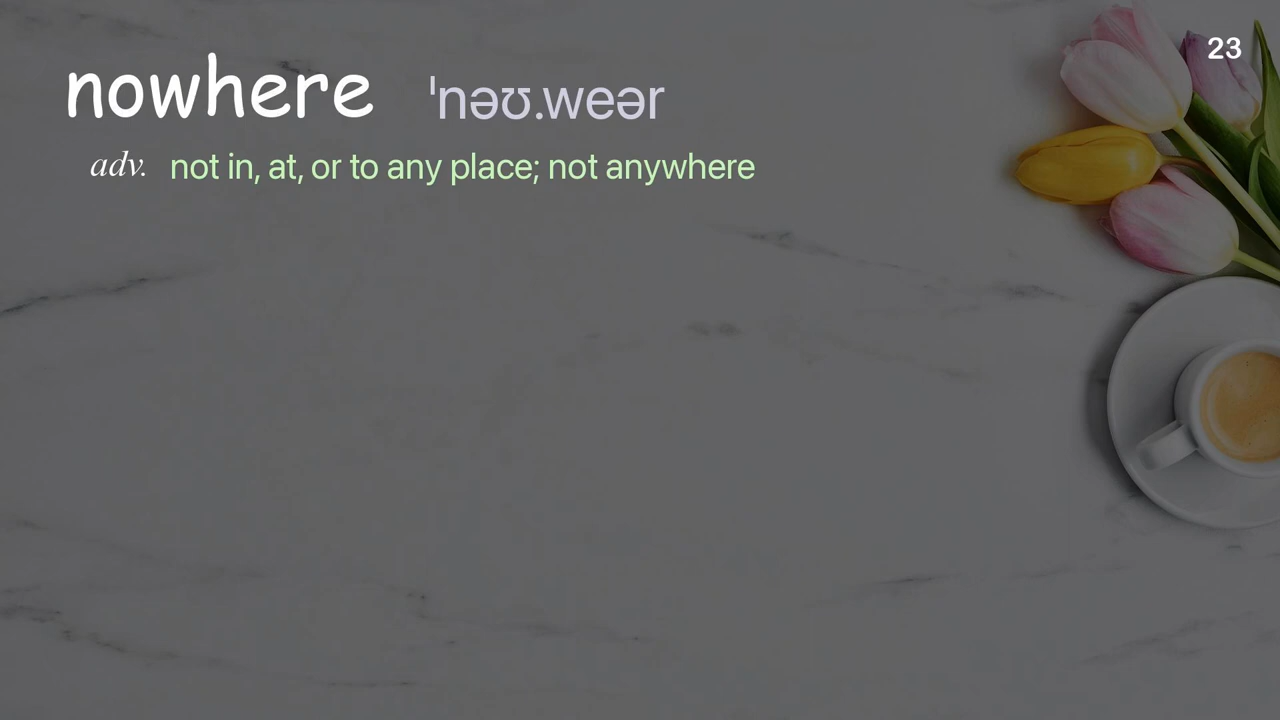 23
nowhere ˈnəʊ.weər
adv. not in, at, or to any place; not anywhere